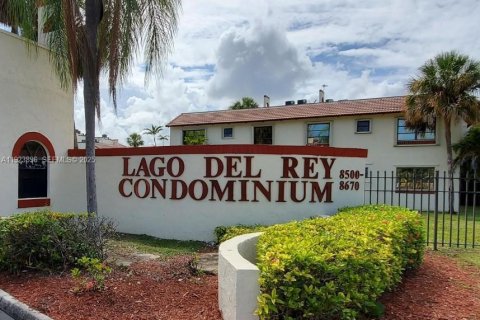 LAGO DEL REY
CONDOMINIUM
8500-
8670